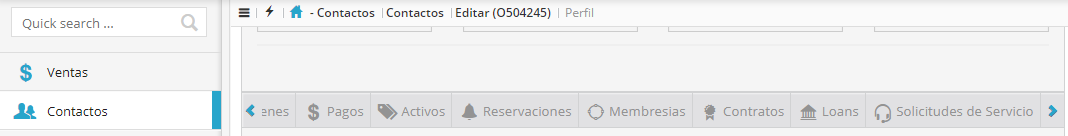 Quick search ...
- Contactos Contactos Editar (O504245) Perfil
Ventas
Contactos
enes Pagos Activos Reservaciones Membresias Contratos Loans Solicitudes de Servicio